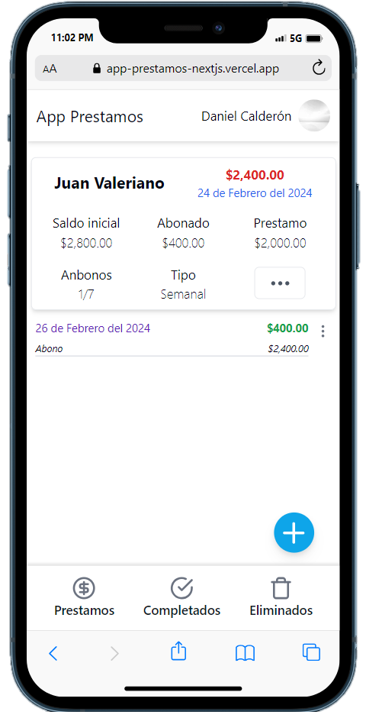 11:02 PM 5G
AA app-prestamos-nextjs.vercel.app
App Prestamos Daniel Calderón
Juan Valeriano $2,400.00
24 de Febrero del 2024
Saldo inicial Abonado Prestamo
$2,800.00 $400.00 $2,000.00
Anbonos Tipo
1/7 Semanal
26 de Febrero del 2024 $400.00
Abono $2,400.00
Prestamos Completados Eliminados